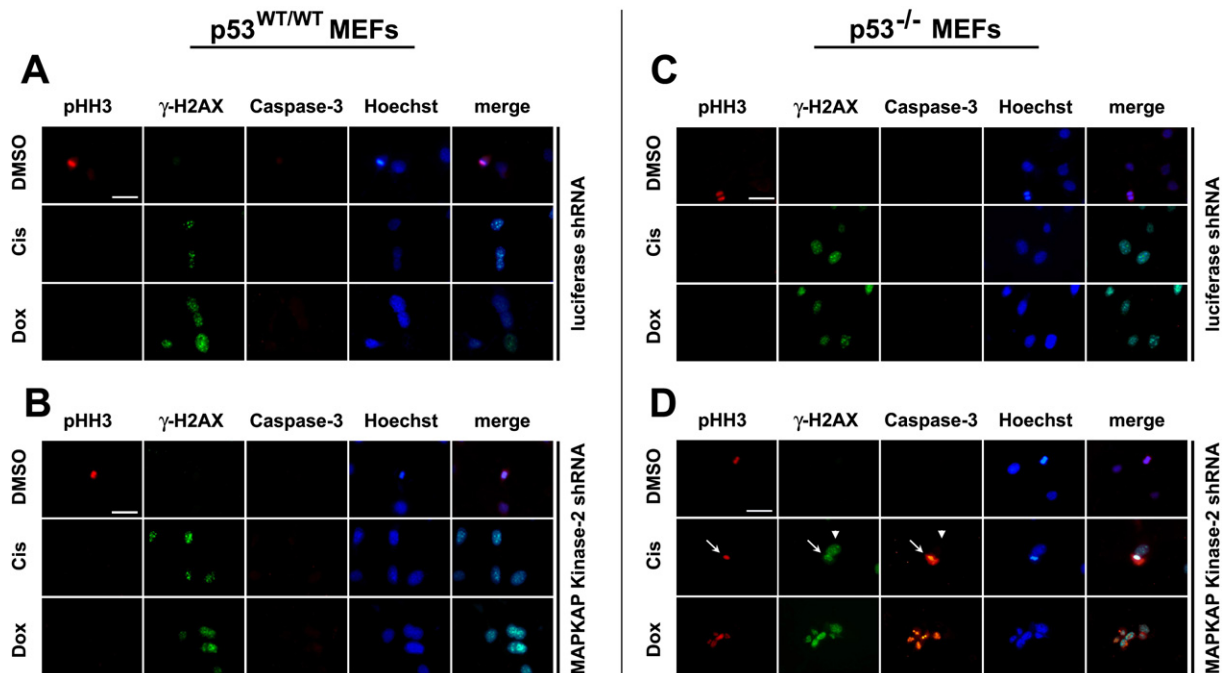 p53WT/WT MEFs
p53-/- MEFs
A
pHH3 γ-H2AX Caspase-3 Hoechst merge
DMSO
Cis
Dox
luciferase shRNA
B
pHH3 γ-H2AX Caspase-3 Hoechst merge
DMSO
Cis
Dox
MAPKAP Kinase-2 shRNA
C
pHH3 γ-H2AX Caspase-3 Hoechst merge
DMSO
Cis
Dox
luciferase shRNA
D
pHH3 γ-H2AX Caspase-3 Hoechst merge
DMSO
Cis
Dox
MAPKAP Kinase-2 shRNA